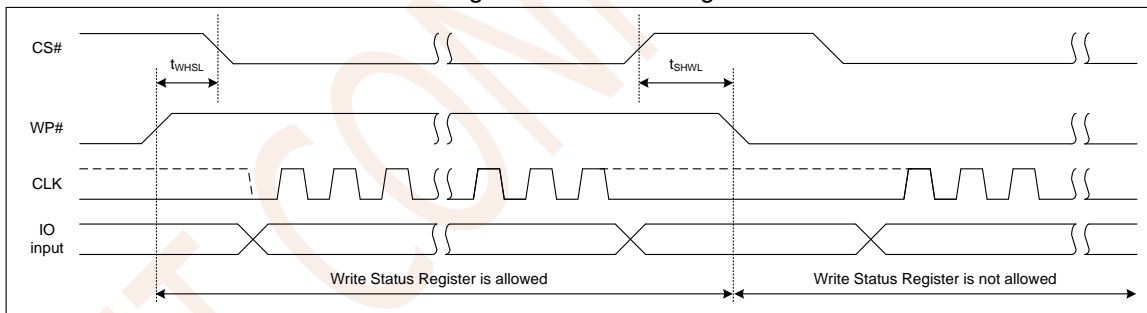 CS#
tWHSL
tSHWL
WP#
CLK
IO
input
Write Status Register is allowed
Write Status Register is not allowed